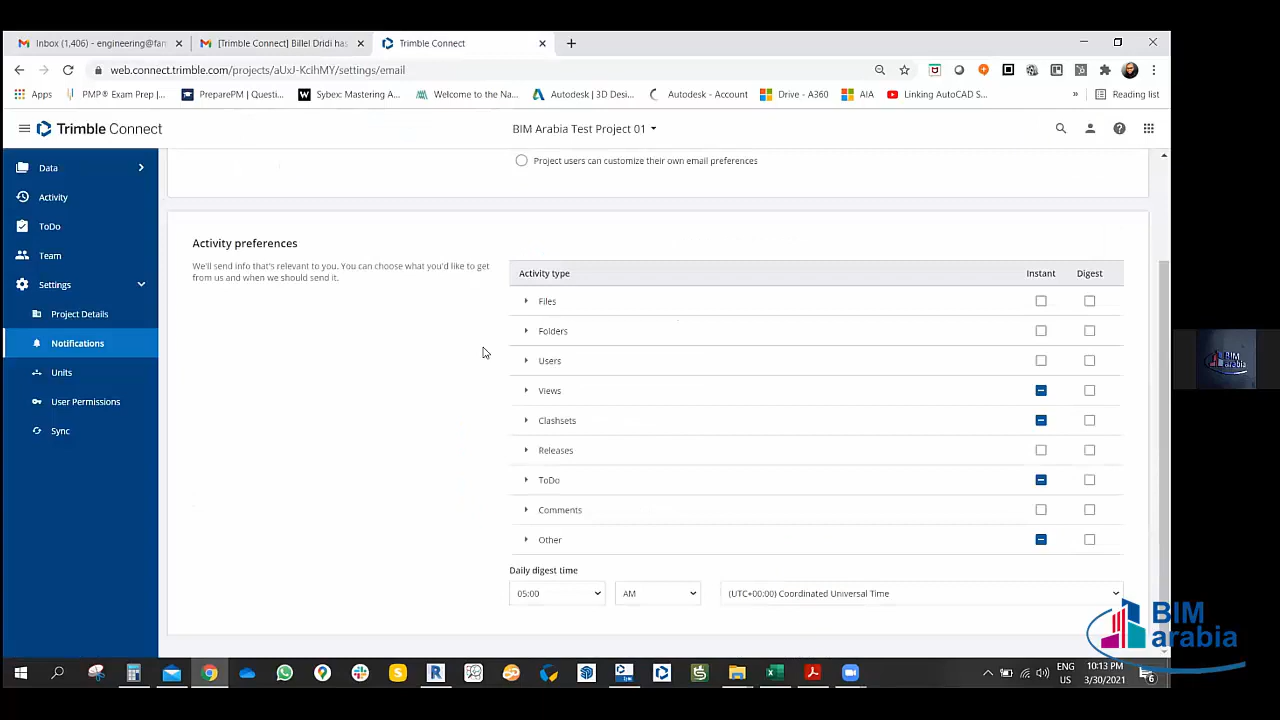 Inbox (1,406) - engineering@fan
[Trimble Connect] Billel Dridi has
Trimble Connect
web.connect.trimble.com/projects/aUxJ-KcIhMY/settings/email
Apps
PMP® Exam Prep |...
PreparePM | Questi...
Sybex: Mastering A...
Welcome to the Na...
Autodesk | 3D Desi...
Autodesk - Account
Drive - A360
AIA
Linking AutoCAD S...
»
Reading list
Trimble Connect
BIM Arabia Test Project 01
Data
Activity
ToDo
Team
Settings
Project Details
Notifications
Units
User Permissions
Sync
Project users can customize their own email preferences
Activity preferences
We'll send info that's relevant to you. You can choose what you'd like to get
from us and when we should send it.
Activity type Instant Digest
Files
Folders
Users
Views
Clashsets
Releases
ToDo
Comments
Other
Daily digest time
05:00 AM (UTC+00:00) Coordinated Universal Time
BIM
arabia
BIM
arabia
ENG
US
10:13 PM
3/30/2021
6